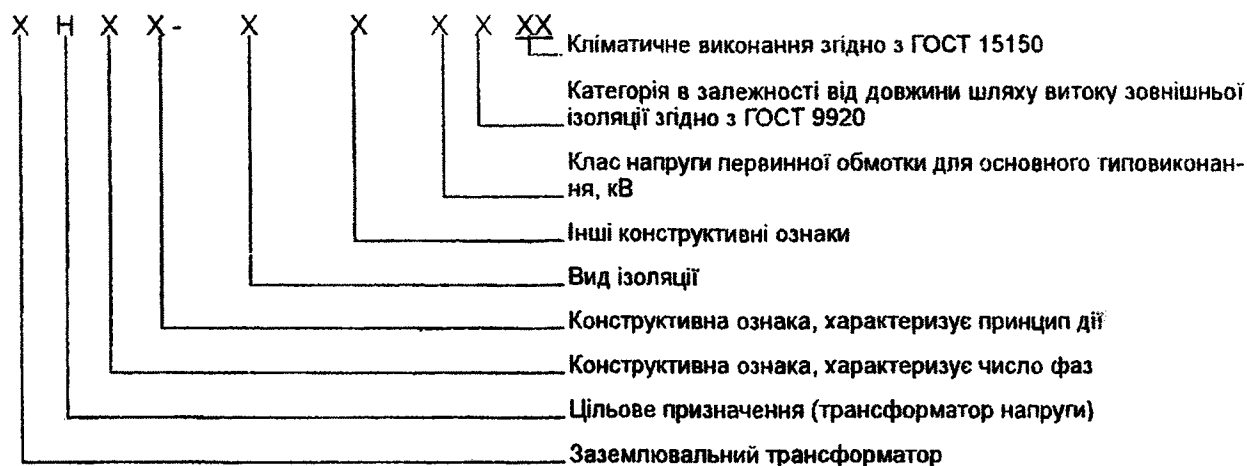 X Н X X - X X X X XX
Кліматичне виконання згідно з ГОСТ 15150
Категорія в залежності від довжини шляху витоку зовнішньої
ізоляції згідно з ГОСТ 9920
Клас напруги первинної обмотки для основного типовиконан-
ня, кВ
Інші конструктивні ознаки
Вид ізоляції
Конструктивна ознака, характеризує принцип дії
Конструктивна ознака, характеризує число фаз
Цільове призначення (трансформатор напруги)
Заземлювальний трансформатор